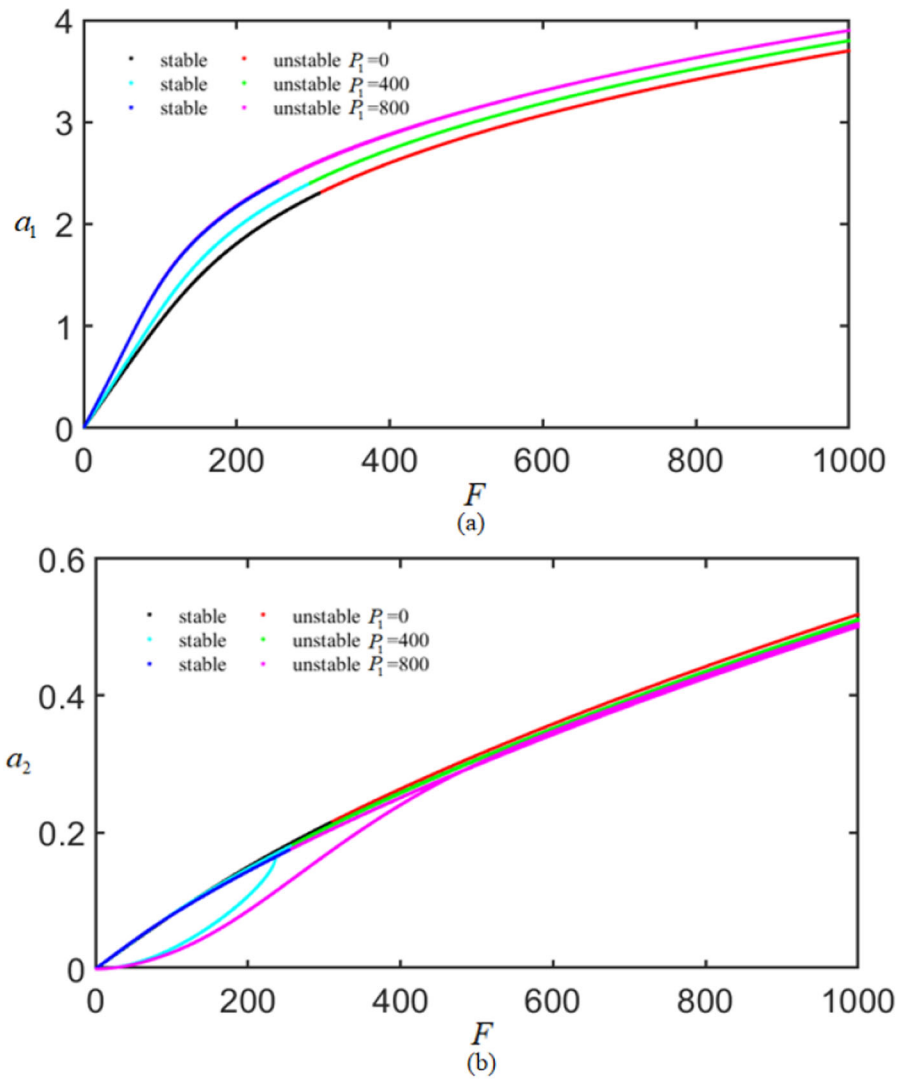 4
stable unstable P₁=0
stable unstable P₁=400
stable unstable P₁=800
3
a₁ 2
1
0
0 200 400 600 800 1000
F
(a)
0.6
stable unstable P₁=0
stable unstable P₁=400
stable unstable P₁=800
0.4
a₂
0.2
0
0 200 400 600 800 1000
F
(b)